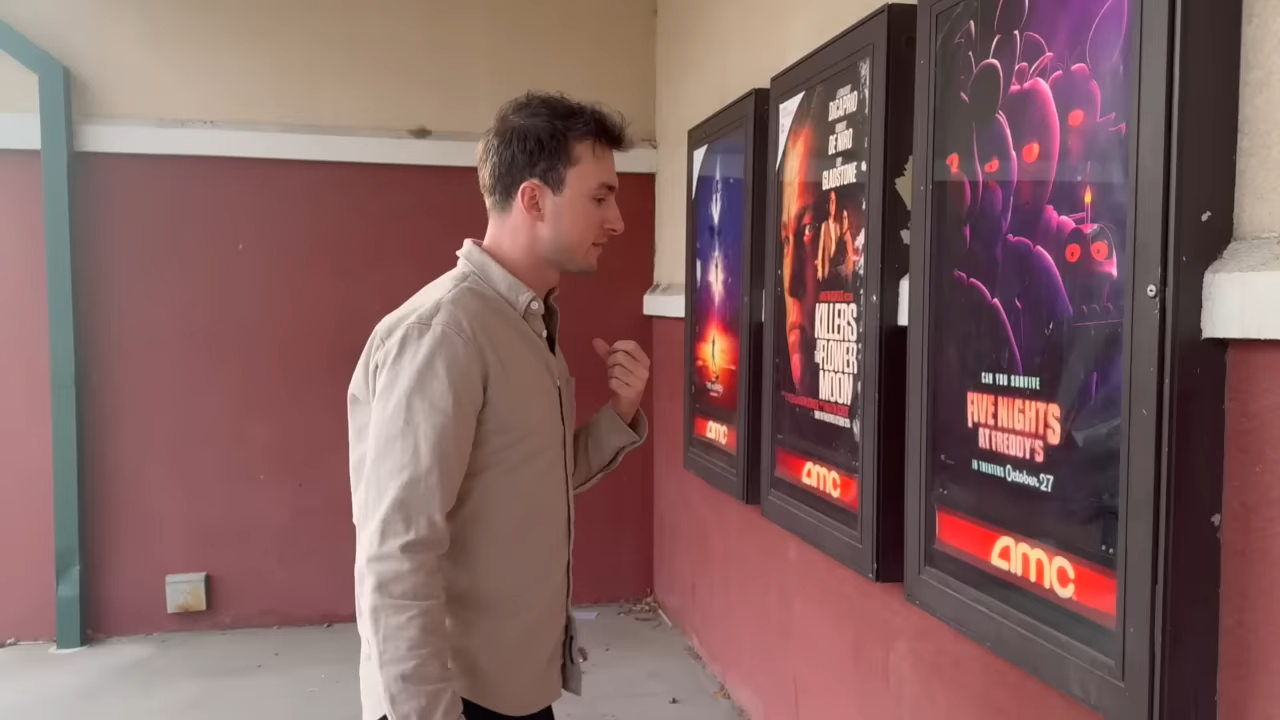 AMC
DICAPRIO
DE NIRO
GLADSTONE
KILLERS
FLOWER
MOON
AMC
CAN YOU SURVIVE
FIVE NIGHTS
AT FREDDY'S
IN THEATERS October 27
AMC